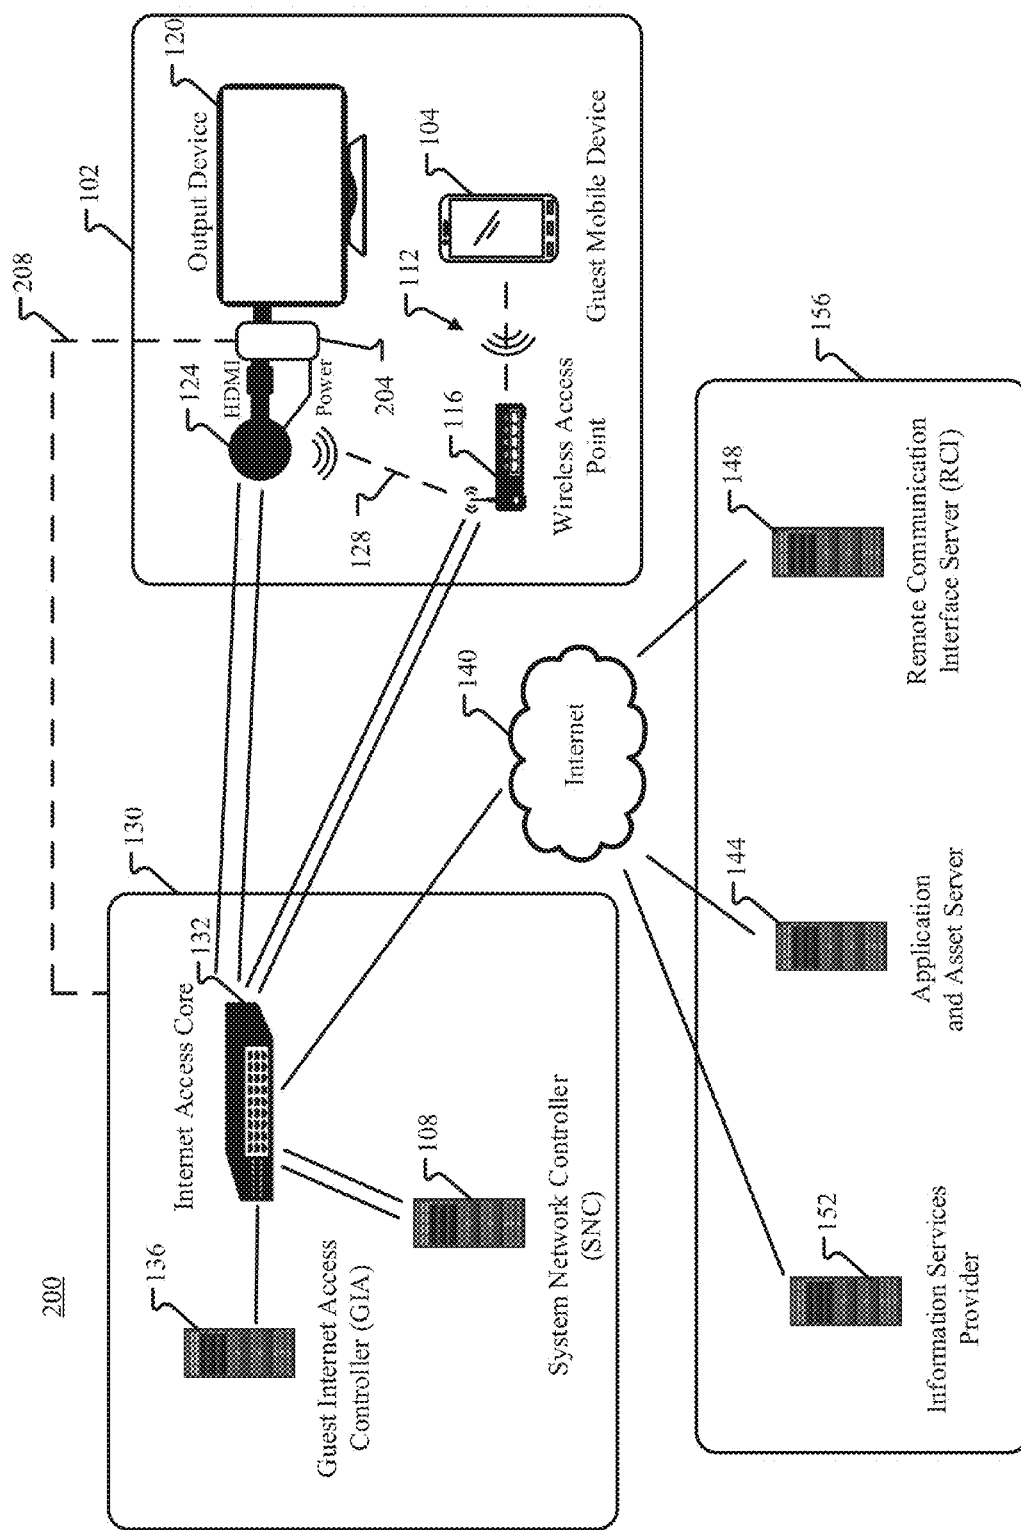 200
208
102
120
Output Device
124
HDMI
Power
204
104
112
Guest Mobile Device
116
Wireless Access
Point
128
130
132
Internet Access Core
136
Guest Internet Access
Controller (GIA)
108
System Network Controller
(SNC)
140
Internet
156
148
Remote Communication
Interface Server (RCI)
144
Application
and Asset Server
152
Information Services
Provider